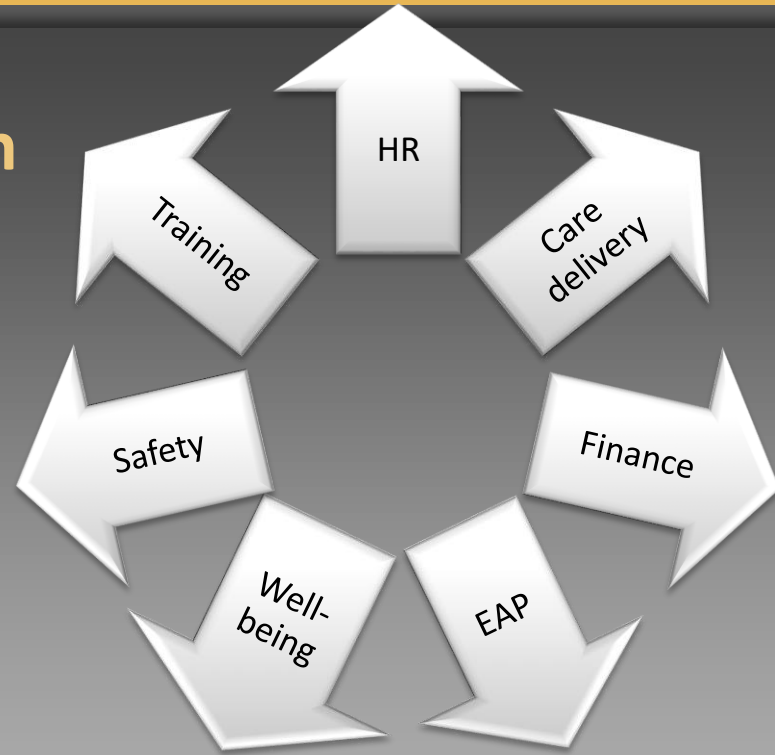 n
HR
Care
delivery
Finance
EAP
Well-
being
Safety
Training